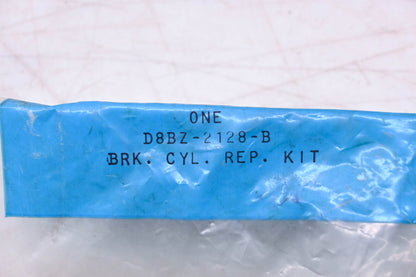 ONE
D8BZ-2128-B
BRK. CYL. REP. KIT